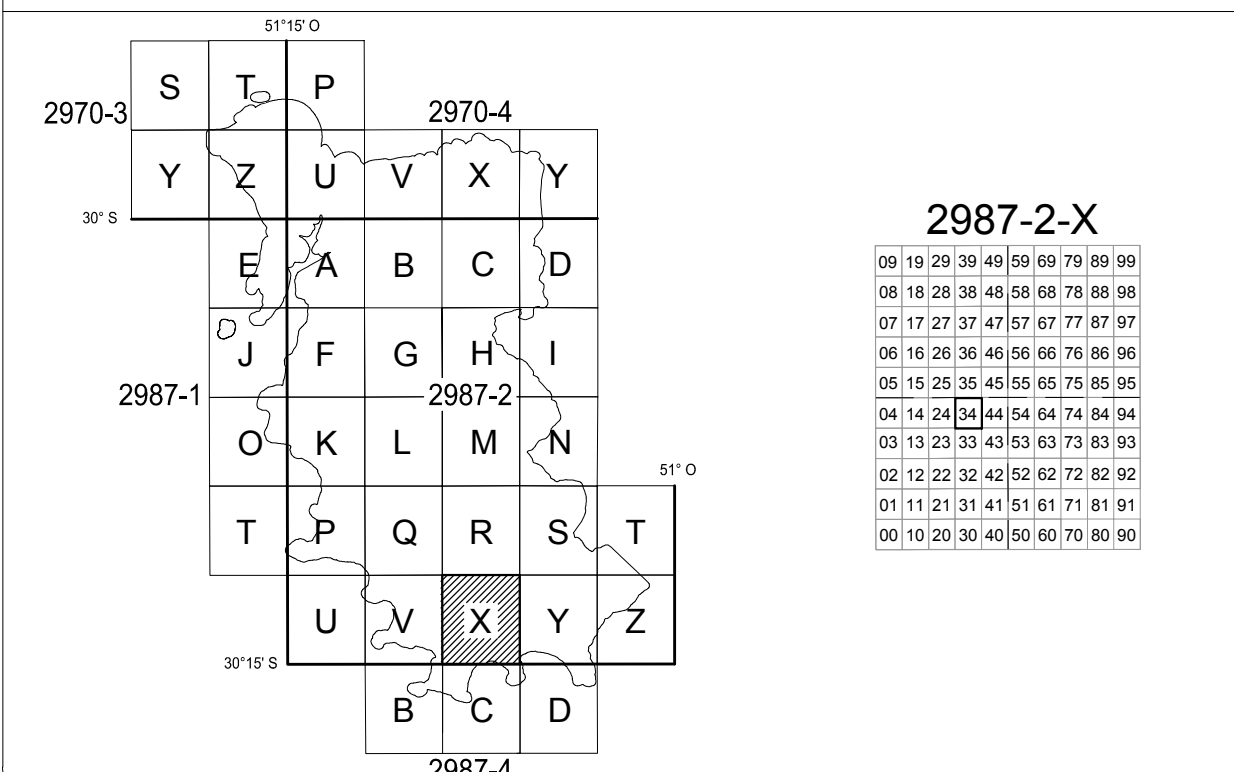 51°15' O
S T P
2970-3
2970-4
Y Z U V X Y
30° S
E A B C D
J F G H I
2987-1
2987-2
O K L M N
51° O
T P Q R S T
U V X Y Z
30°15' S
B C D
2987-4
2987-2-X
09 19 29 39 49 59 69 79 89 99
08 18 28 38 48 58 68 78 88 98
07 17 27 37 47 57 67 77 87 97
06 16 26 36 46 56 66 76 86 96
05 15 25 35 45 55 65 75 85 95
04 14 24 34 44 54 64 74 84 94
03 13 23 33 43 53 63 73 83 93
02 12 22 32 42 52 62 72 82 92
01 11 21 31 41 51 61 71 81 91
00 10 20 30 40 50 60 70 80 90